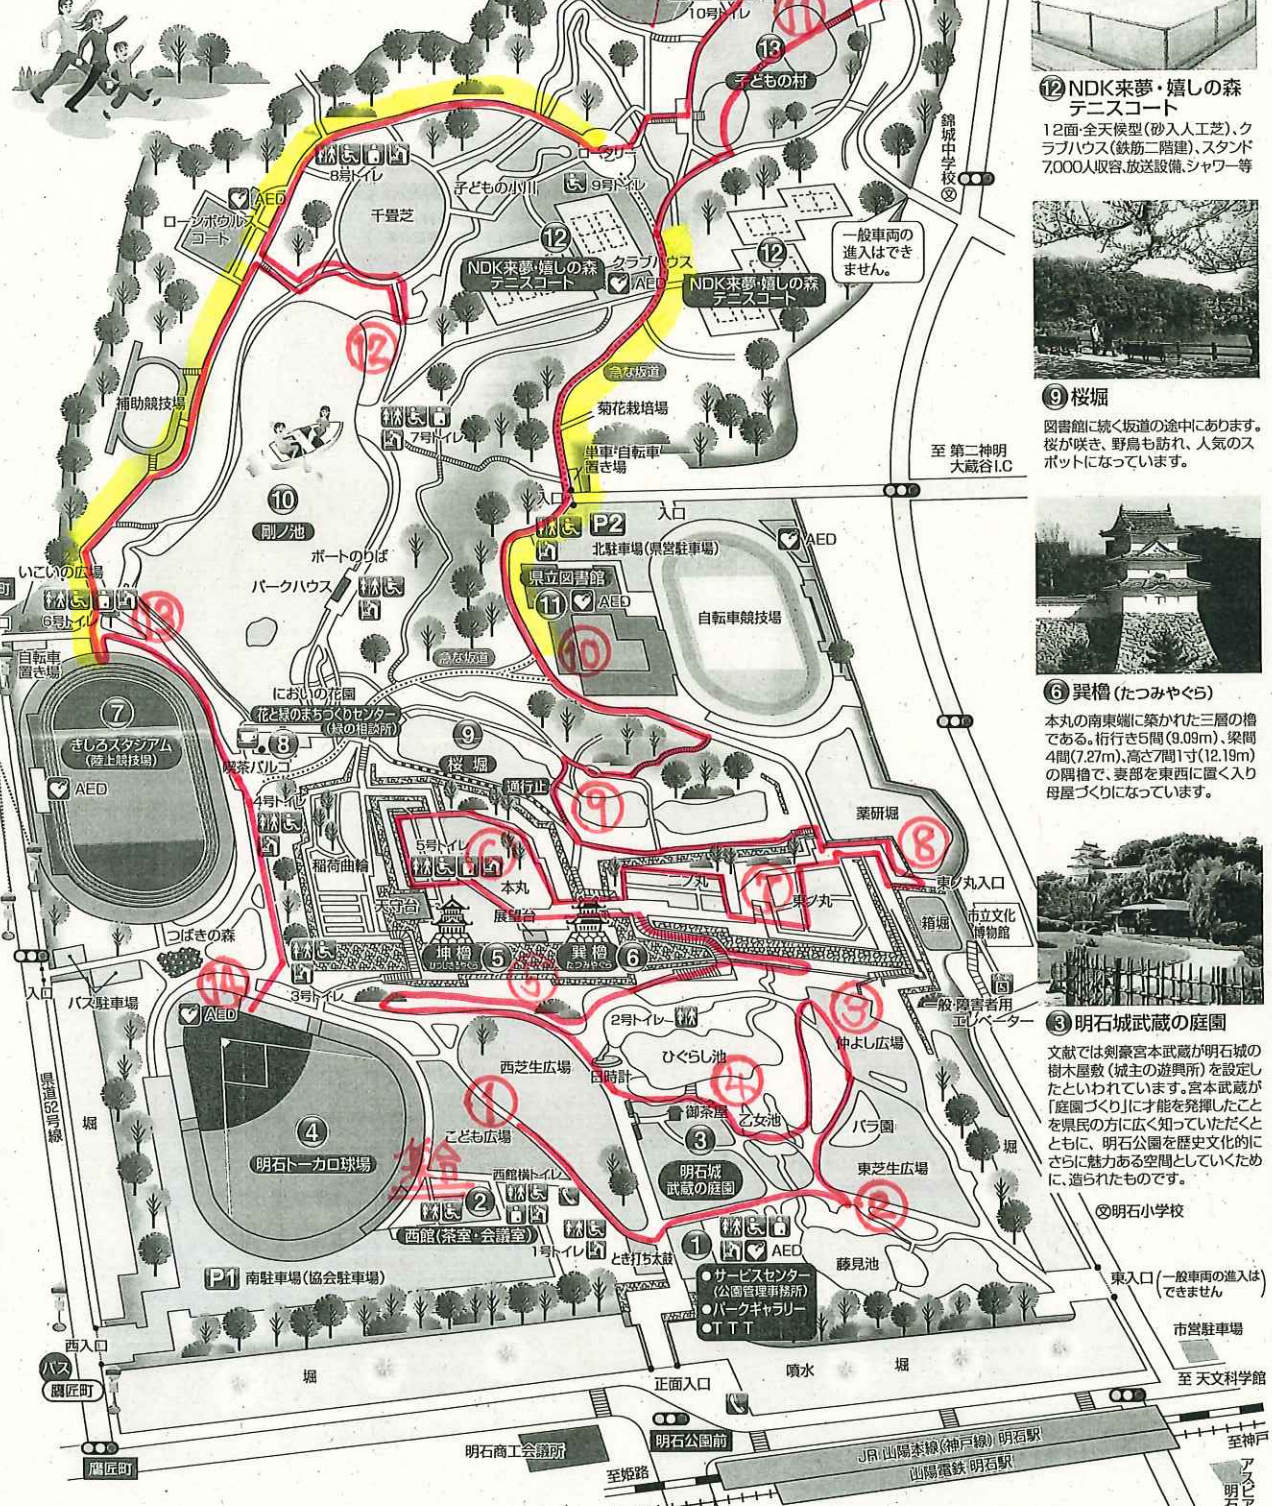 10号トイレ
⑪
⑬
子どもの村
錦城中学校㊫
⑫NDK来夢・嬉しの森
テニスコート
12面・全天候型(砂入人工芝)、ク
ラブハウス(鉄筋二階建)、スタンド
7,000人収容、放送設備、シャワー等
8号トイレ
ロータリー
子どもの小川
9号トイレ
AED
ローンボウルス
コート
千畳芝
⑫
NDK来夢・嬉しの森
テニスコート
クラブハウス
AED
⑫
NDK来夢・嬉しの森
テニスコート
一般車両の
進入はでき
ません。
⑫
補助競技場
急な坂道
菊花栽培場
7号トイレ
単車・自転車
置き場
至 第二神明
大蔵谷I.C
⑨桜堀
図書館に続く坂道の途中にあります。
桜が咲き、野鳥も訪れ、人気のス
ポットになっています。
⑩
剛ノ池
入口
入口
P2
北駐車場(県営駐車場)
AED
ボートのりば
パークハウス
いこいの広場
町
6号トイレ
⑬
県立図書館
⑪
AED
⑩
自転車競技場
自転車
置き場
急な坂道
⑦
きしろスタジアム
(陸上競技場)
AED
においの花園
花と緑のまちづくりセンター
(緑の相談所)
⑧
喫茶パルコ
⑨
桜堀
通行止
⑨
⑥巽櫓(たつみやぐら)
本丸の南東端に築かれた三層の櫓
である。桁行き5間(9.09m)、梁間
4間(7.27m)、高さ7間1寸(12.19m)
の隅櫓で、妻部を東西に置く入り
母屋づくりになっています。
4号トイレ
稲荷曲輪
5号トイレ
⑥
本丸
天守台
展望台
二ノ丸
⑦
東ノ丸
薬研堀
⑧
東ノ丸入口
箱堀
市立文化
博物館
坤櫓
ひつじさるやぐら
⑤
巽櫓
たつみやぐら
⑥
⑤
つばきの森
入口
バス駐車場
⑭
AED
3号トイレ
2号トイレ
ひぐらし池
③
仲よし広場
一般・障害者用
エレベーター
③明石城武蔵の庭園
文献では剣豪宮本武蔵が明石城の
樹木屋敷(城主の遊興所)を設定し
たといわれています。宮本武蔵が
「庭園づくり」に才能を発揮したこと
を県民の方に広く知っていただくと
ともに、明石公園を歴史文化的に
さらに魅力ある空間としていくため
に、造られたものです。
西芝生広場
日時計
④
①
こども広場
御茶屋
乙女池
バラ園
県道52号線
堀
④
明石トーカロ球場
集合
③
明石城
武蔵の庭園
東芝生広場
堀
②
西館横トイレ
②
西館(茶室・会議室)
1号トイレ
とき打ち太鼓
①
AED
●サービスセンター
(公園管理事務所)
●パークギャラリー
●TTT
藤見池
㊫明石小学校
P1 南駐車場(協会駐車場)
東入口(一般車両の進入は
できません)
西入口
バス
鷹匠町
堀
正面入口
噴水
堀
市営駐車場
至 天文科学館
鷹匠町
明石商工会議所
明石公園前
至姫路
JR 山陽本線(神戸線) 明石駅
山陽電鉄 明石駅
至神戸
アスピア
明石